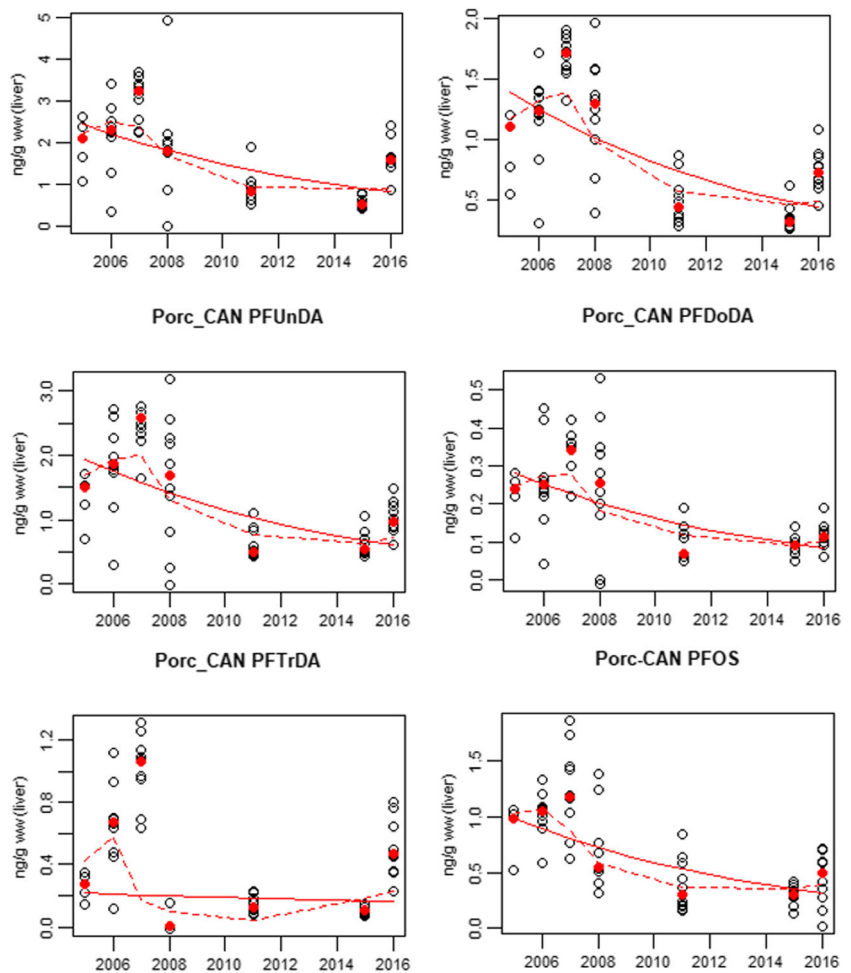 ng/g ww (liver)
5
4
3
2
1
0
2006 2008 2010 2012 2014 2016
ng/g ww (liver)
2.0
1.5
1.0
0.5
2006 2008 2010 2012 2014 2016
Porc_CAN PFUnDA
Porc_CAN PFDoDA
ng/g ww (liver)
3.0
2.0
1.0
0.0
2006 2008 2010 2012 2014 2016
ng/g ww (liver)
0.5
0.4
0.3
0.2
0.1
0.0
2006 2008 2010 2012 2014 2016
Porc_CAN PFTrDA
Porc-CAN PFOS
ng/g ww (liver)
1.2
0.8
0.4
0.0
2006 2008 2010 2012 2014 2016
ng/g ww (liver)
1.5
1.0
0.5
0.0
2006 2008 2010 2012 2014 2016